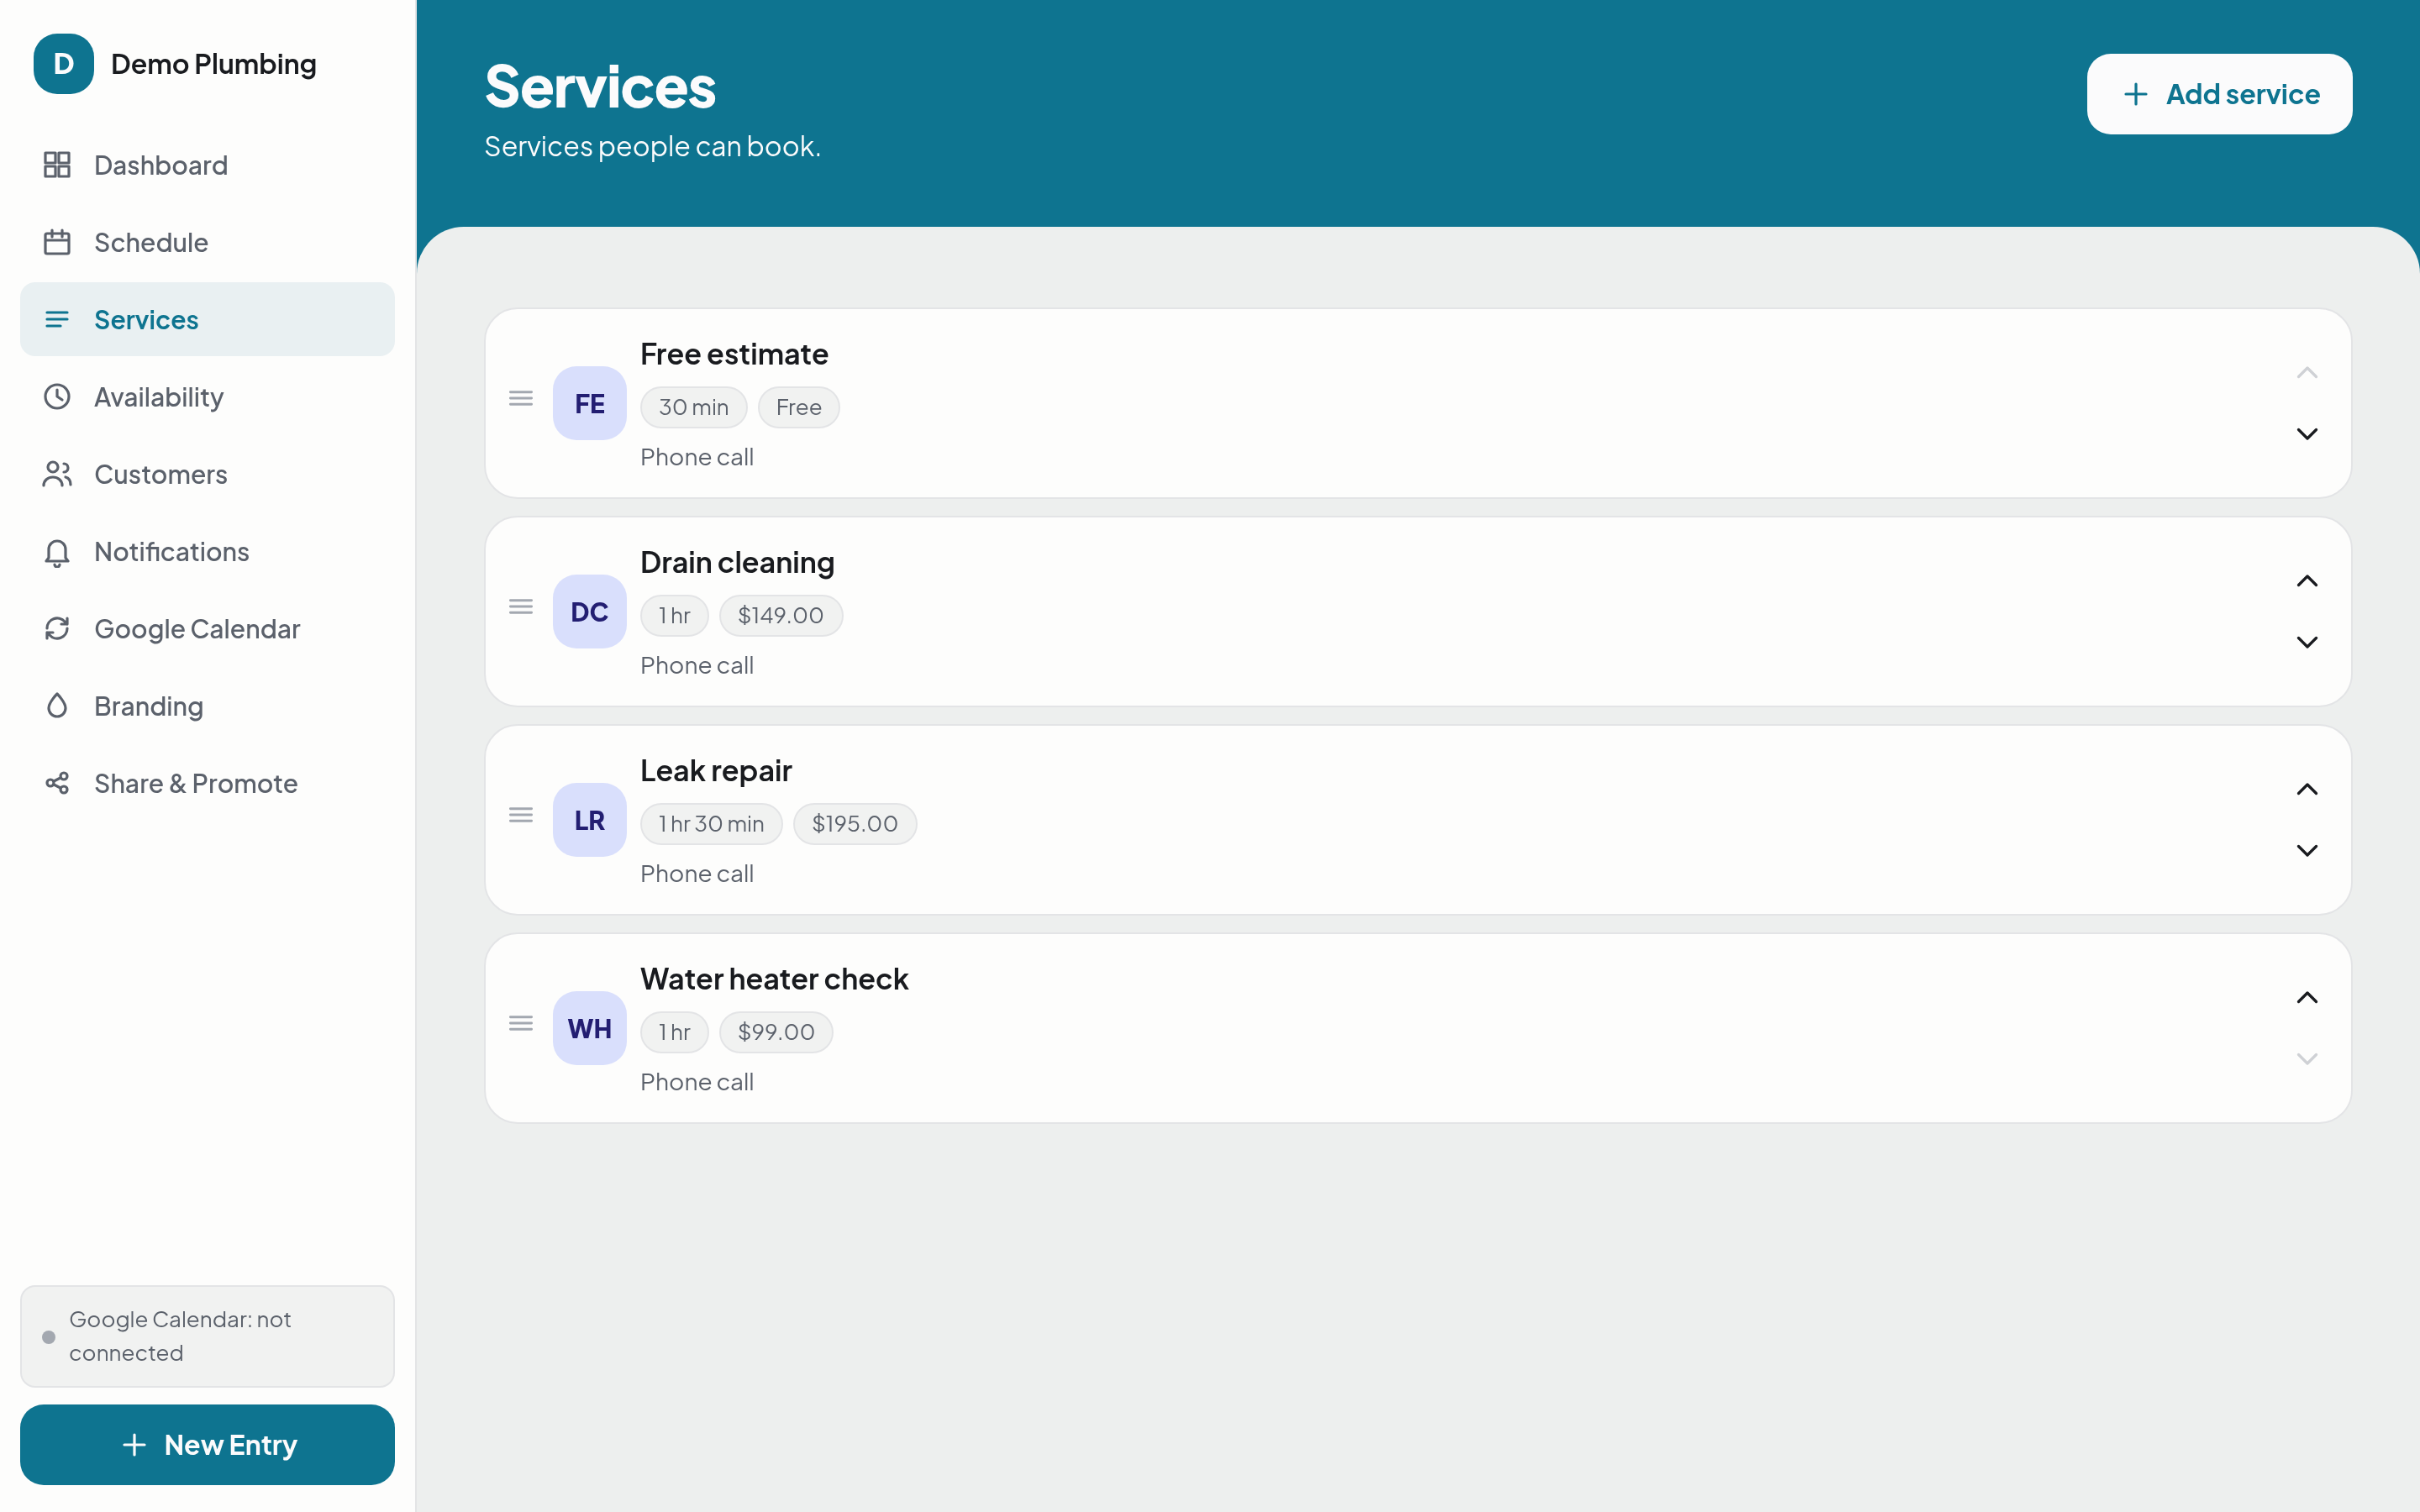 D
Demo Plumbing
Dashboard
Schedule
Services
Availability
Customers
Notifications
Google Calendar
Branding
Share & Promote
Google Calendar: not
connected
New Entry
Services
Services people can book.
Add service
FE
Free estimate
30 min
Free
Phone call
DC
Drain cleaning
1 hr
$149.00
Phone call
LR
Leak repair
1 hr 30 min
$195.00
Phone call
WH
Water heater check
1 hr
$99.00
Phone call